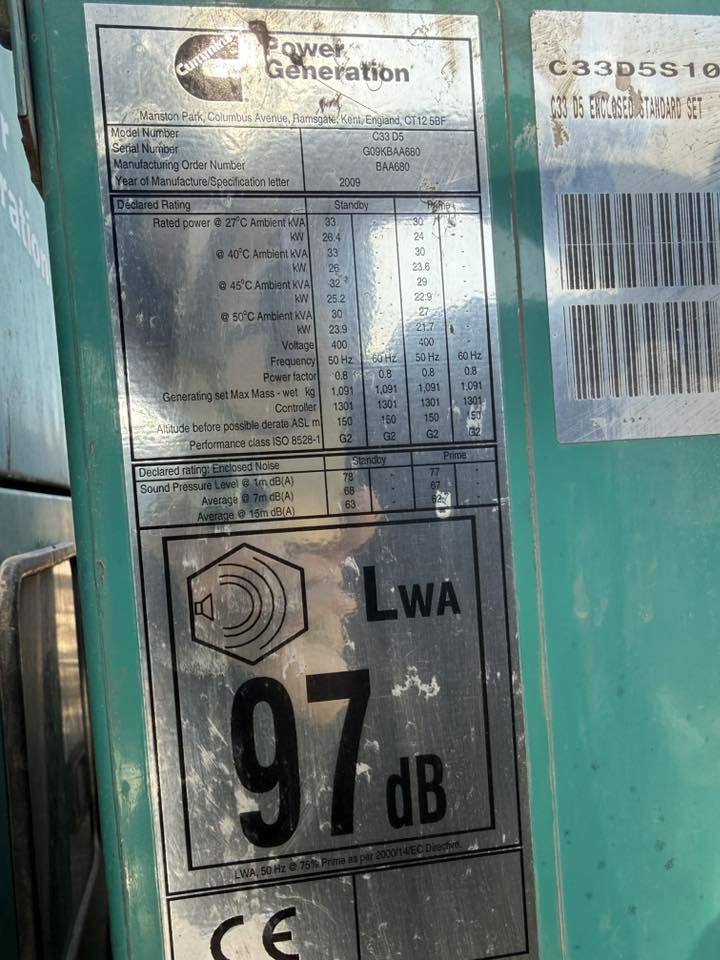 Cummins
Power
Generation
Manston Park, Columbus Avenue, Ramsgate, Kent, England, CT12 5BF
Model Number C33 D5
Serial Number G09KBAA680
Manufacturing Order Number BAA680
Year of Manufacture/Specification letter 2009
Declared Rating Standby Prime
Rated power @ 27°C Ambient kVA 33 - 30 -
kW 26.4 - 24 -
@ 40°C Ambient kVA 33 - 30 -
kW 26 - 23.6 -
@ 45°C Ambient kVA 32 - 29 -
kW 25.2 - 22.9 -
@ 50°C Ambient kVA 30 - 27 -
kW 23.9 - 21.7 -
Voltage 400 - 400 -
Frequency 50 Hz 60 Hz 50 Hz 60 Hz
Power factor 0.8 0.8 0.8 0.8
Generating set Max Mass - wet kg 1,091 1,091 1,091 1,091
Controller 1301 1301 1301 1301
Altitude before possible derate ASL m 150 150 150 150
Performance class ISO 8528-1 G2 G2 G2 G2
Declared rating: Enclosed Noise Standby Prime
Sound Pressure Level @ 1m dB(A) 78 - 77 -
Average @ 7m dB(A) 68 - 67 -
Average @ 15m dB(A) 63 - 62 -
LWA
97 dB
LWA, 50 Hz @ 75% Prime as per 2000/14/EC Directive.
CE
C33D5S10
C33 D5 ENCLOSED STANDARD SET